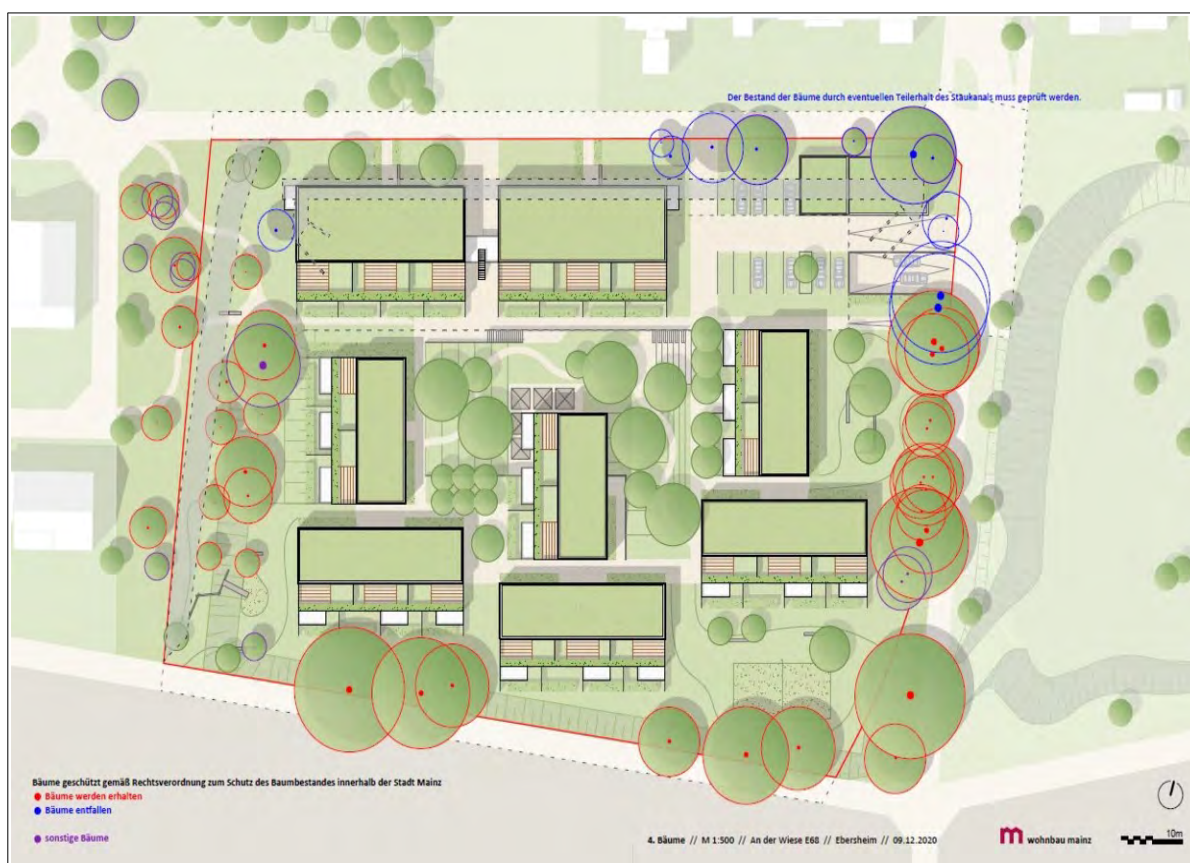 Der Bestand der Bäume durch eventuellen Teilerhalt des Staukanals muss geprüft werden.
Bäume geschützt gemäß Rechtsverordnung zum Schutz des Baumbestandes innerhalb der Stadt Mainz
Bäume werden erhalten
Bäume entfallen
sonstige Bäume
4. Bäume // M 1:500 // An der Wiese E68 // Ebersheim // 09.12.2020
m wohnbau mainz
10m